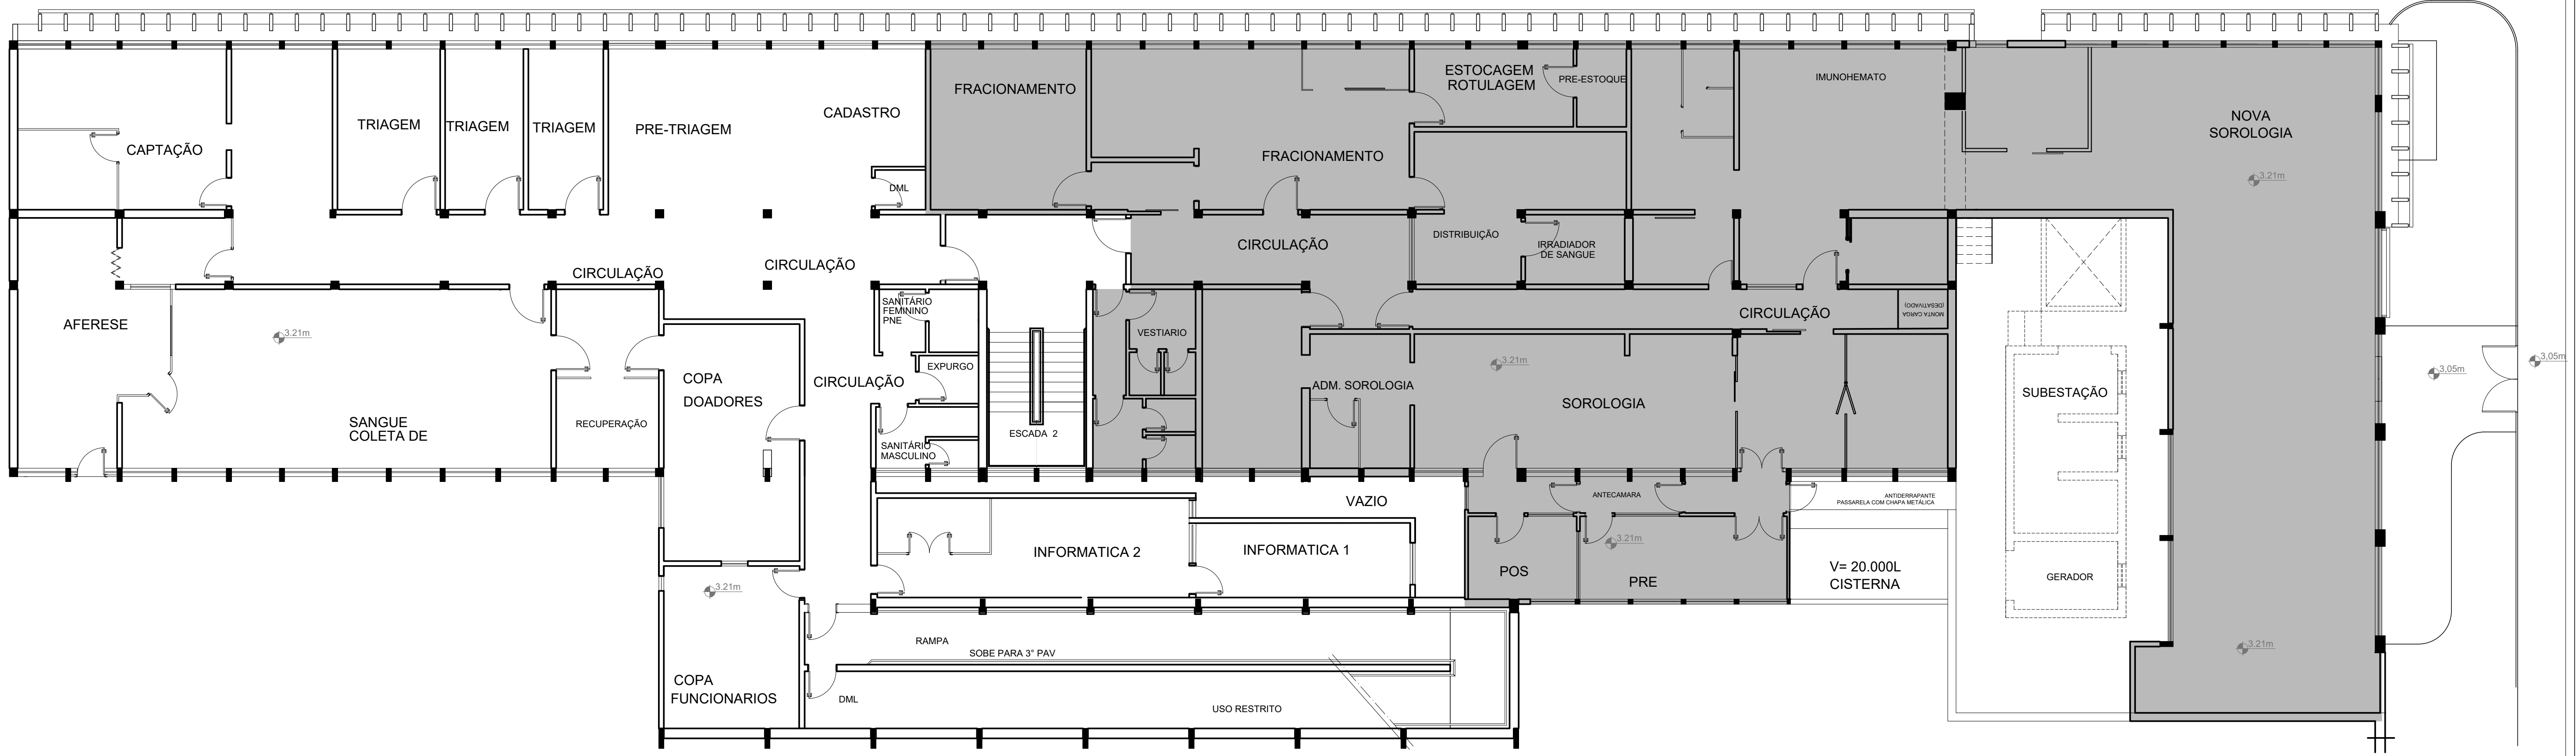 CAPTAÇÃO
TRIAGEM
TRIAGEM
TRIAGEM
PRE-TRIAGEM
CADASTRO
DML
FRACIONAMENTO
FRACIONAMENTO
ESTOCAGEM
ROTULAGEM
PRE-ESTOQUE
IMUNOHEMATO
NOVA
SOROLOGIA
3.21m
CIRCULAÇÃO
CIRCULAÇÃO
CIRCULAÇÃO
DISTRIBUIÇÃO
IRRADIADOR
DE SANGUE
AFERESE
3.21m
SANITÁRIO
FEMININO
PNE
VESTIARIO
CIRCULAÇÃO
MONTA CARGA
(DESATIVADO)
3.21m
3,05m
3,05m
COPA
DOADORES
CIRCULAÇÃO
EXPURGO
ADM. SOROLOGIA
SOROLOGIA
SUBESTAÇÃO
SANGUE
COLETA DE
RECUPERAÇÃO
ESCADA 2
SANITÁRIO
MASCULINO
VAZIO
ANTECAMARA
ANTIDERRAPANTE
PASSARELA COM CHAPA METÁLICA
INFORMATICA 2
INFORMATICA 1
3.21m
POS
PRE
V= 20.000L
CISTERNA
GERADOR
3.21m
RAMPA
SOBE PARA 3° PAV
3.21m
COPA
FUNCIONARIOS
DML
USO RESTRITO